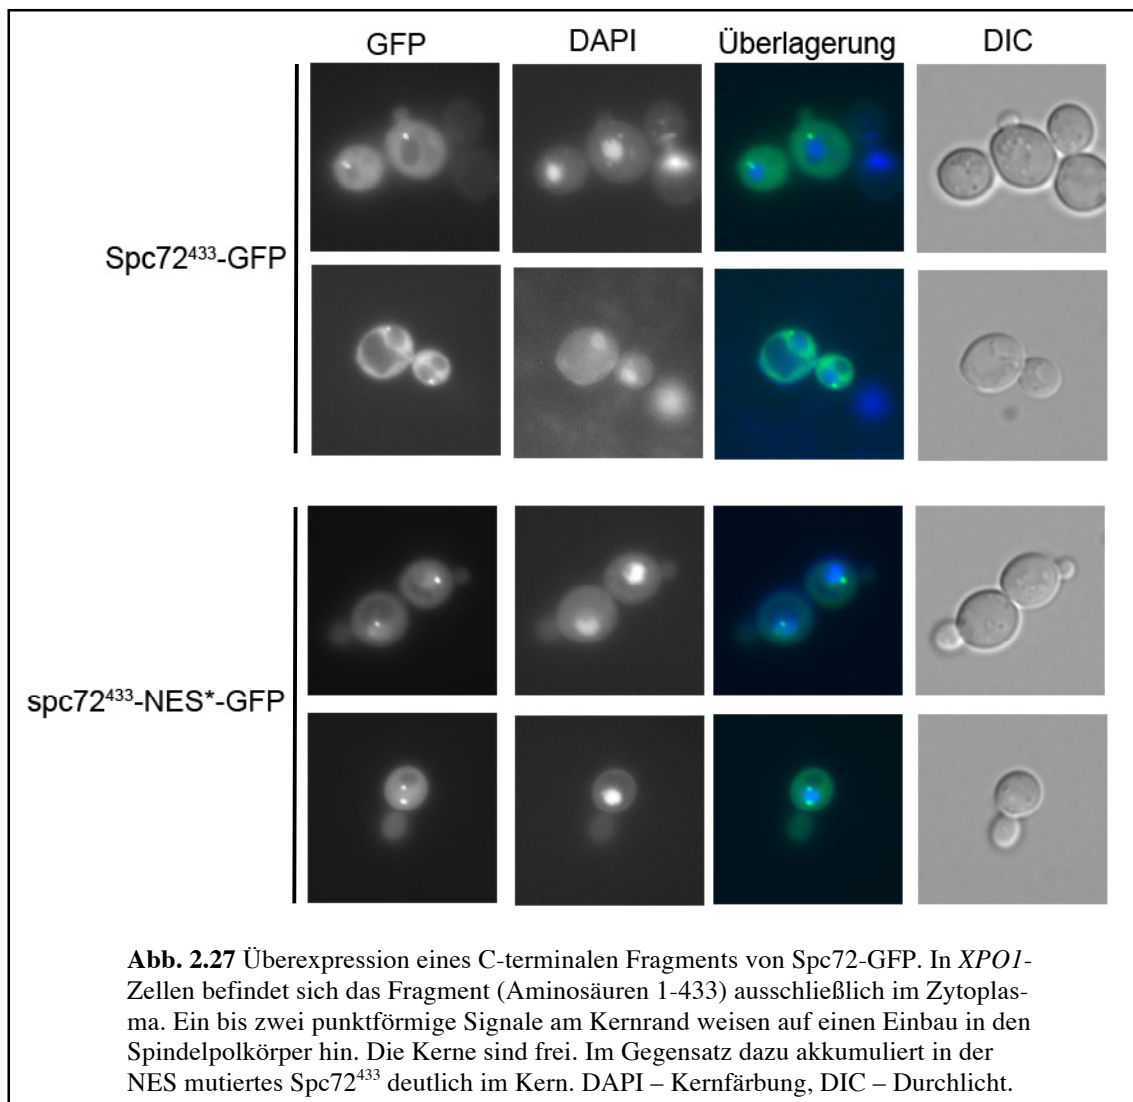 GFP DAPI Überlagerung DIC
Spc72⁴³³-GFP
spc72⁴³³-NES*-GFP
Abb. 2.27 Überexpression eines C-terminalen Fragments von Spc72-GFP. In XPO1-
Zellen befindet sich das Fragment (Aminosäuren 1-433) ausschließlich im Zytoplas-
ma. Ein bis zwei punktförmige Signale am Kernrand weisen auf einen Einbau in den
Spindelpolkörper hin. Die Kerne sind frei. Im Gegensatz dazu akkumuliert in der
NES mutiertes Spc72⁴³³ deutlich im Kern. DAPI – Kernfärbung, DIC – Durchlicht.